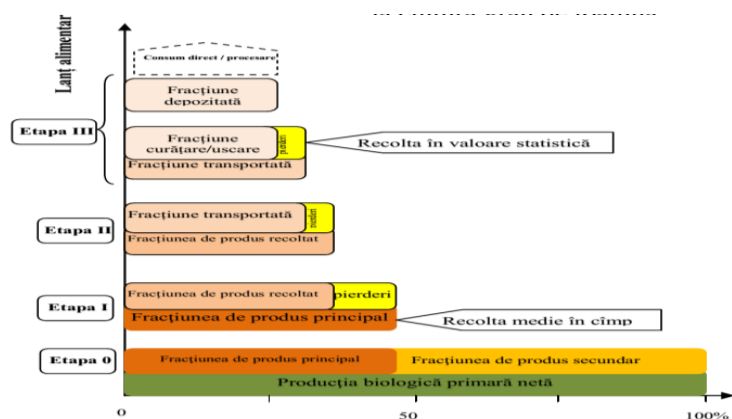 Lanț alimentar
Consum direct / procesare
Fracțiune
depozitată
Etapa III
Fracțiune
curățare/uscare
pierderi
Recolta în valoare statistică
Fracțiune transportată
Etapa II
Fracțiune transportată
pierderi
Fracțiunea de produs recoltat
Etapa I
Fracțiunea de produs recoltat
pierderi
Fracțiunea de produs principal
Recolta medie în cîmp
Etapa 0
Fracțiunea de produs principal
Fracțiunea de produs secundar
Producția biologică primară netă
0
50
100%